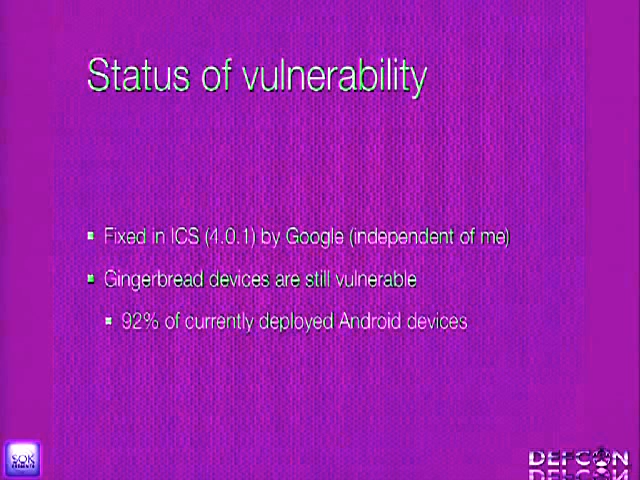 Status of vulnerability
Fixed in ICS (4.0.1) by Google (independent of me)
Gingerbread devices are still vulnerable
92% of currently deployed Android devices
SOK
DEFCON